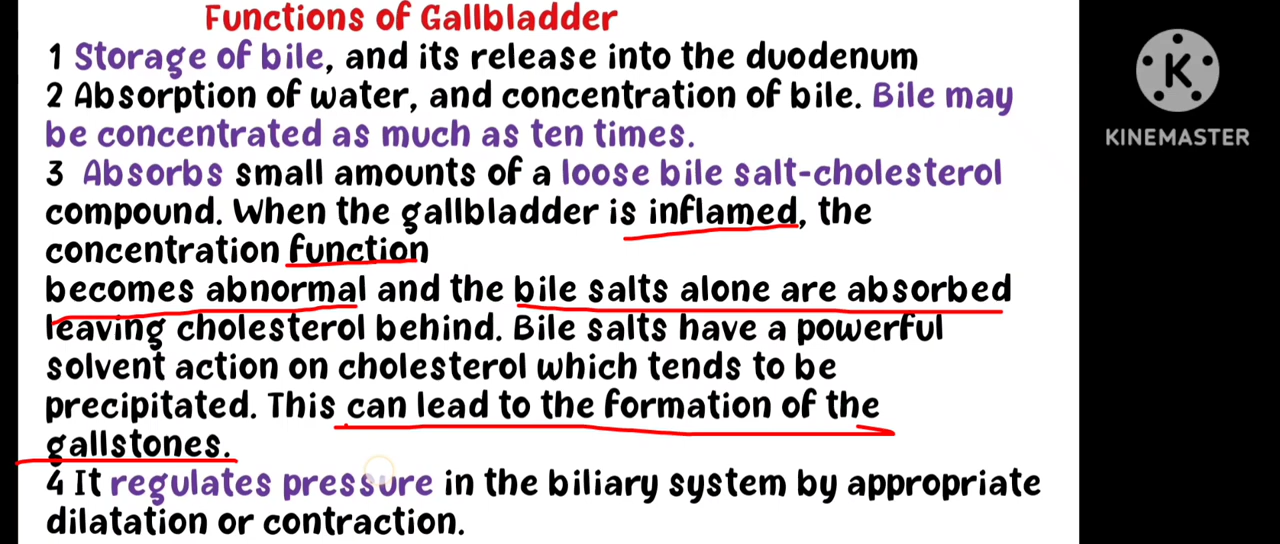 Functions of Gallbladder
1 Storage of bile, and its release into the duodenum
2 Absorption of water, and concentration of bile. Bile may
be concentrated as much as ten times.
3 Absorbs small amounts of a loose bile salt-cholesterol
compound. When the gallbladder is inflamed, the
concentration function
becomes abnormal and the bile salts alone are absorbed
leaving cholesterol behind. Bile salts have a powerful
solvent action on cholesterol which tends to be
precipitated. This can lead to the formation of the
gallstones.
4 It regulates pressure in the biliary system by appropriate
dilatation or contraction.
K
KINEMASTER